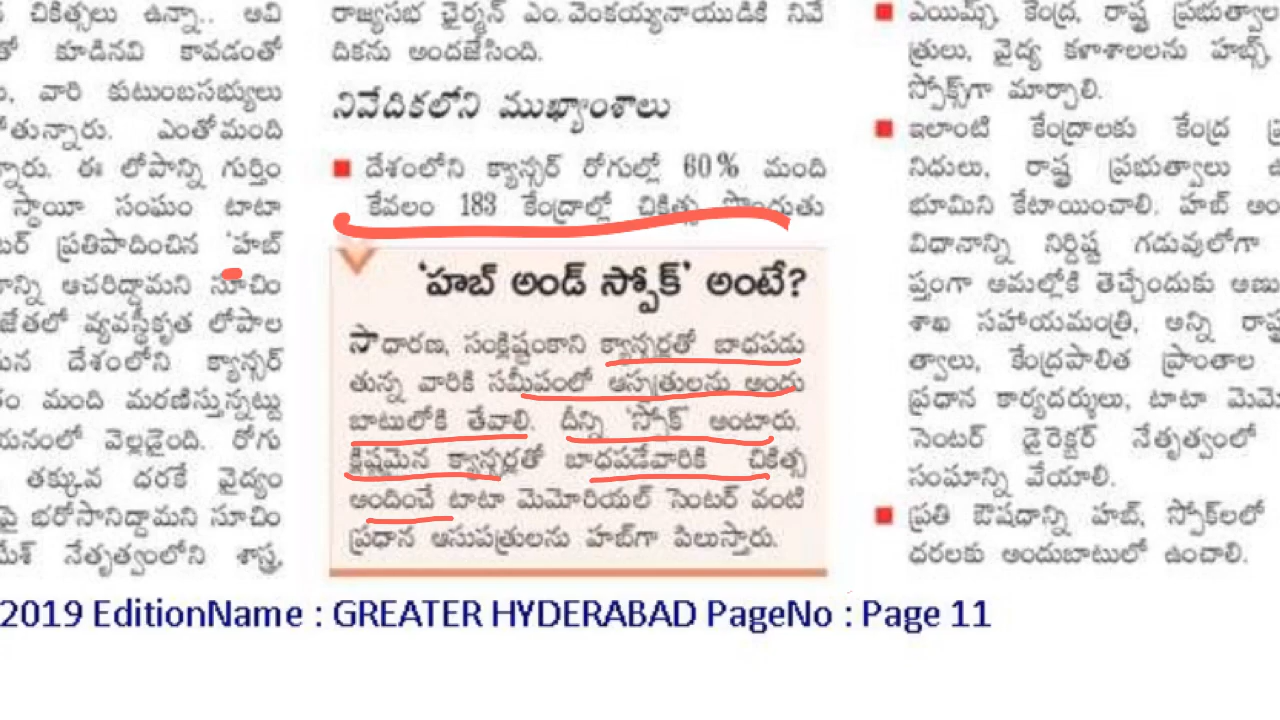 చికిత్సలు ఉన్నా.. అవి
తో కూడినవి కావడంతో
వారి కుటుంబసభ్యులు
ోతున్నారు. ఎంతోమంది
న్నారు. ఈ లోపాన్ని గుర్తిం
స్థాయీ సంఘం టాటా
టర్ ప్రతిపాదించిన 'హబ్
ాన్ని ఆచరిద్దామని సూచిం
జేతలో వ్యవస్థీకృత లోపాల
దేశంలోని క్యాన్సర్
మంది మరణిస్తున్నట్టు
యనంలో వెల్లడైంది. రోగు
తక్కువ ధరకే వైద్యం
పై భరోసానిద్దామని సూచిం
మేశ్ నేతృత్వంలోని శాస్త్ర,
రాజ్యసభ ఛైర్మన్ ఎం.వెంకయ్యనాయుడికి నివే
దికను అందజేసింది.
నివేదికలోని ముఖ్యాంశాలు
దేశంలోని క్యాన్సర్ రోగుల్లో 60% మంది
కేవలం 183 కేంద్రాల్లో చికిత్స పొందుతు
'హబ్ అండ్ స్పోక్' అంటే?
సాధారణ, సంక్లిష్టంకాని క్యాన్సర్లతో బాధపడు
తున్న వారికి సమీపంలో ఆస్పత్రులను అందు
బాటులోకి తేవాలి. దీన్ని 'స్పోక్' అంటారు.
క్లిష్టమైన క్యాన్సర్లతో బాధపడేవారికి చికిత్స
అందించే టాటా మెమోరియల్ సెంటర్ వంటి
ప్రధాన ఆసుపత్రులను హబ్‌గా పిలుస్తారు.
ఎయిమ్స్, కేంద్ర, రాష్ట్ర ప్రభుత్వాల
త్రులు, వైద్య కళాశాలలను హబ్స్,
స్పోక్స్‌గా మార్చాలి.
ఇలాంటి కేంద్రాలకు కేంద్ర
నిధులు, రాష్ట్ర ప్రభుత్వాలు
భూమిని కేటాయించాలి. హబ్ అం
విధానాన్ని నిర్దిష్ట గడువులోగా
ప్తంగా అమల్లోకి తెచ్చేందుకు అణు
శాఖ సహాయమంత్రి, అన్ని రాష్ట్
త్వాలు, కేంద్రపాలిత ప్రాంతాల
ప్రధాన కార్యదర్శులు, టాటా మెమో
సెంటర్ డైరెక్టర్ నేతృత్వంలో
సంఘాన్ని వేయాలి.
ప్రతి ఔషధాన్ని హబ్, స్పోక్‌లలో
ధరలకు అందుబాటులో ఉంచాలి.
2019 EditionName : GREATER HYDERABAD PageNo : Page 11